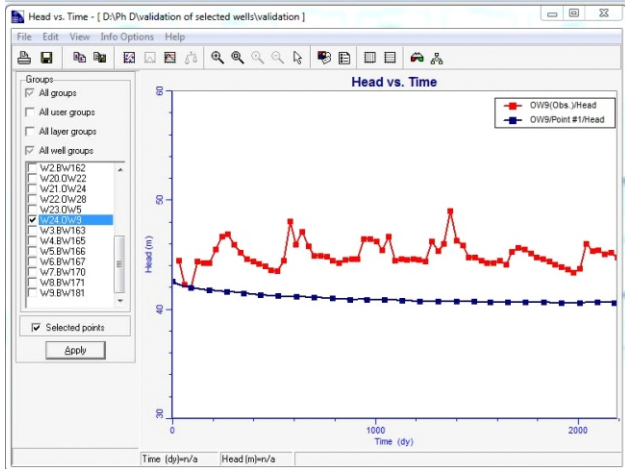 Head vs. Time - [ D:\Ph D\validation of selected wells\validation ]
File Edit View Info Options Help
Groups
All groups
All user groups
All layer groups
All well groups
W2.BW162
W20.OW22
W21.OW24
W22.OW28
W23.OW5
W24.OW9
W3.BW163
W4.BW165
W5.BW166
W6.BW167
W7.BW170
W8.BW171
W9.BW181
Selected points
Apply
Head vs. Time
OW9(Obs.)/Head
OW9/Point #1/Head
Head (m)
60
50
40
30
0 1000 2000
Time (dy)
Time (dy)=n/a Head (m)=n/a